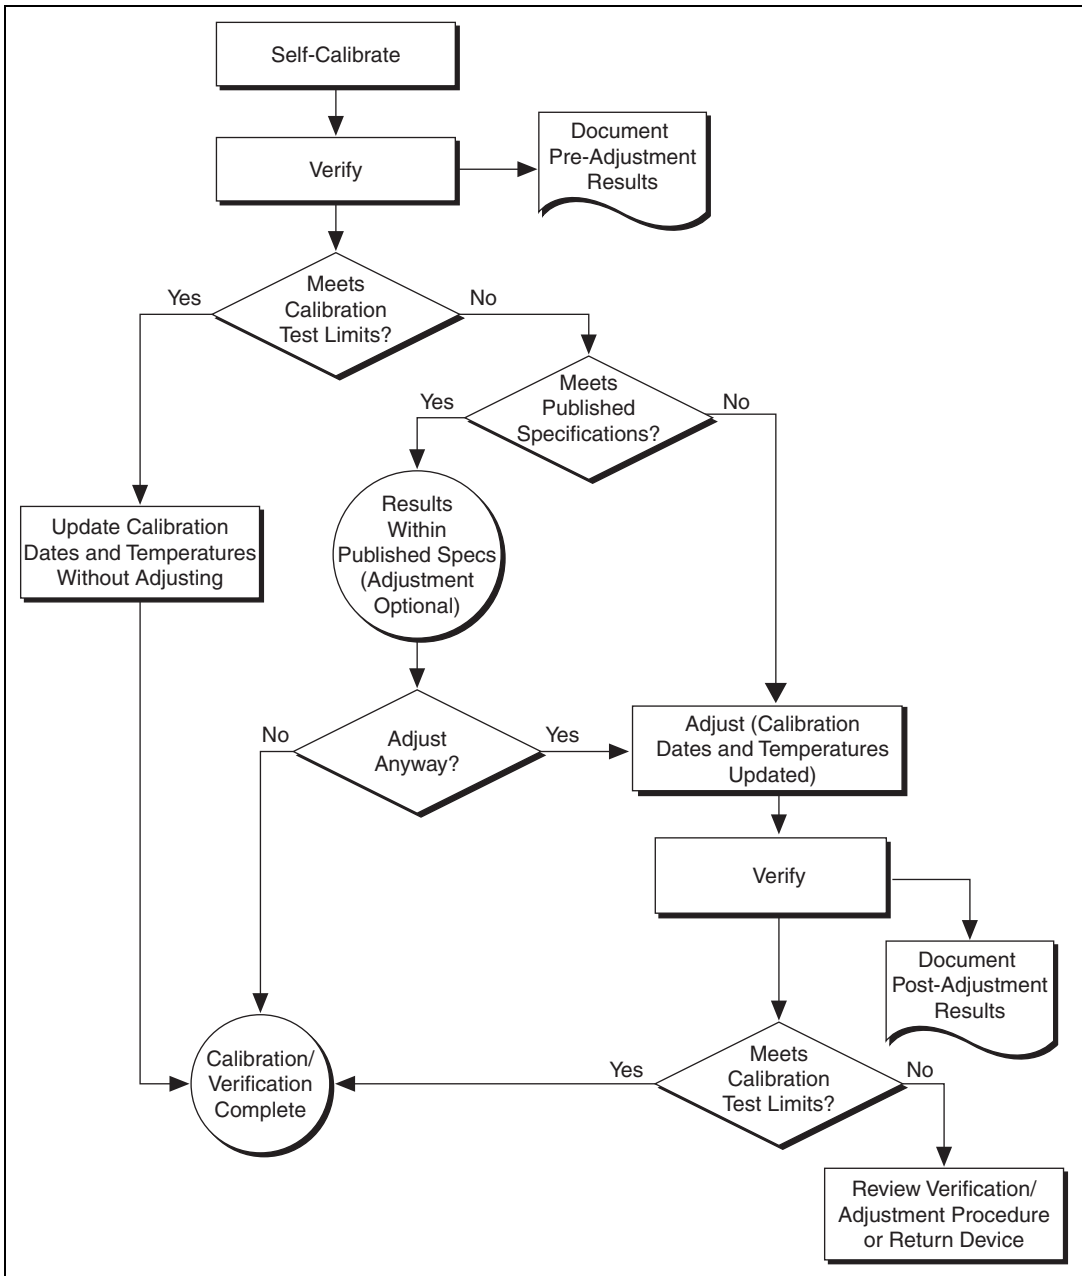 Self-Calibrate
Verify
Document
Pre-Adjustment
Results
Meets
Calibration
Test Limits?
Yes
No
Meets
Published
Specifications?
Yes
No
Update Calibration
Dates and Temperatures
Without Adjusting
Results
Within
Published Specs
(Adjustment
Optional)
Adjust
Anyway?
No
Yes
Adjust (Calibration
Dates and Temperatures
Updated)
Verify
Document
Post-Adjustment
Results
Meets
Calibration
Test Limits?
Yes
No
Calibration/
Verification
Complete
Review Verification/
Adjustment Procedure
or Return Device